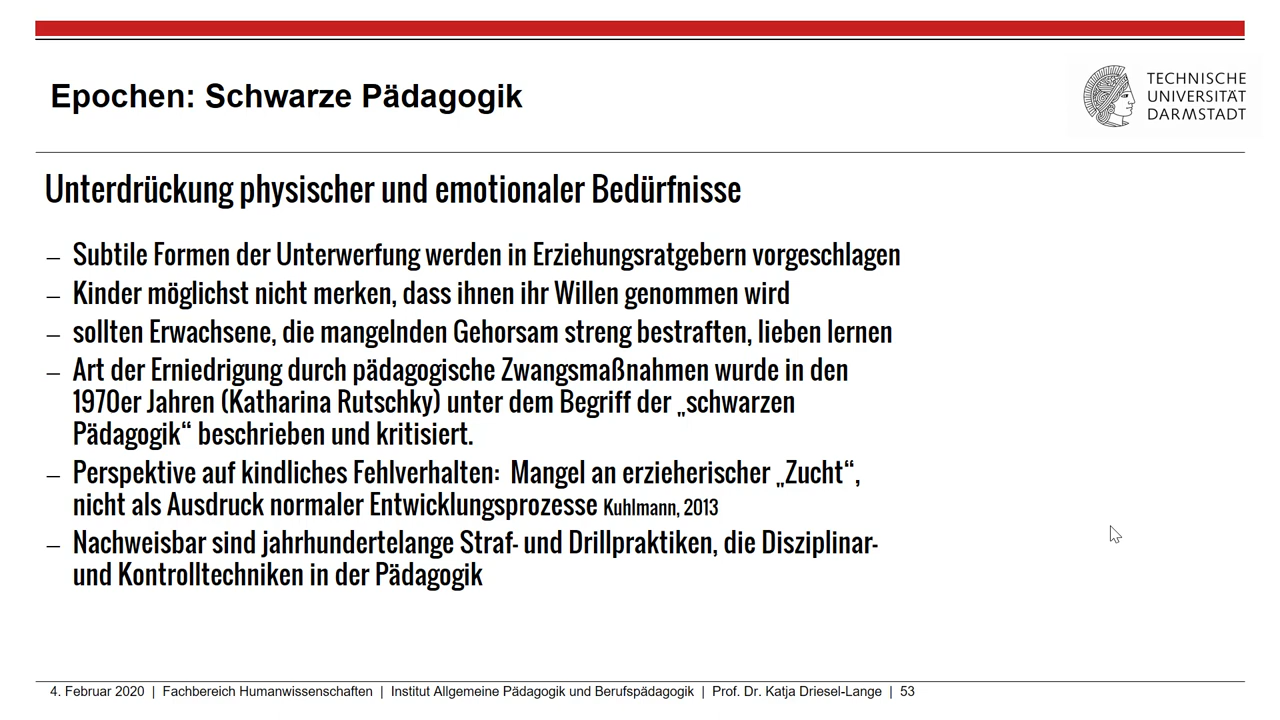 Epochen: Schwarze Pädagogik
TECHNISCHE
UNIVERSITÄT
DARMSTADT
Unterdrückung physischer und emotionaler Bedürfnisse
– Subtile Formen der Unterwerfung werden in Erziehungsratgebern vorgeschlagen
– Kinder möglichst nicht merken, dass ihnen ihr Willen genommen wird
– sollten Erwachsene, die mangelnden Gehorsam streng bestraften, lieben lernen
– Art der Erniedrigung durch pädagogische Zwangsmaßnahmen wurde in den
1970er Jahren (Katharina Rutschky) unter dem Begriff der „schwarzen
Pädagogik“ beschrieben und kritisiert.
– Perspektive auf kindliches Fehlverhalten: Mangel an erzieherischer „Zucht“,
nicht als Ausdruck normaler Entwicklungsprozesse Kuhlmann, 2013
– Nachweisbar sind jahrhundertelange Straf- und Drillpraktiken, die Disziplinar-
und Kontrolltechniken in der Pädagogik
4. Februar 2020 | Fachbereich Humanwissenschaften | Institut Allgemeine Pädagogik und Berufspädagogik | Prof. Dr. Katja Driesel-Lange | 53